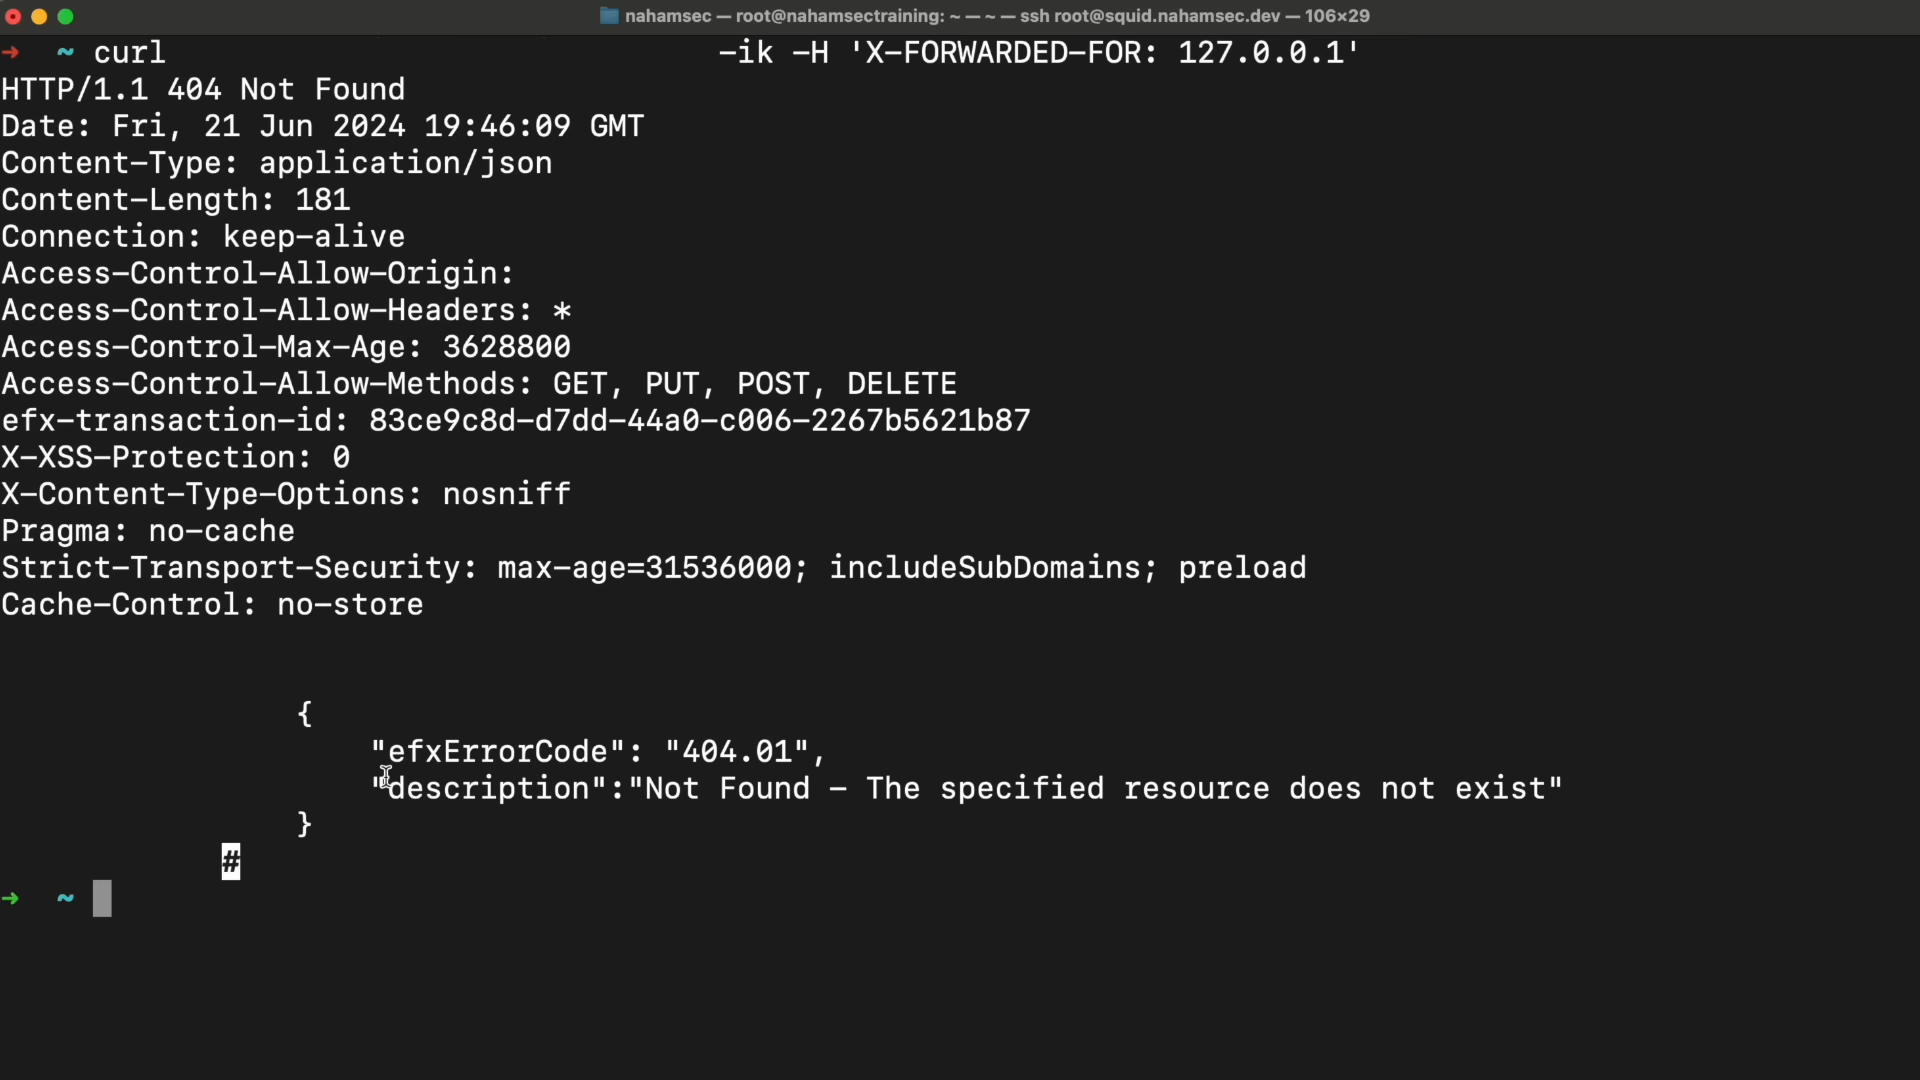 nahamsec — root@nahamsectraining: ~ — ~ — ssh root@squid.nahamsec.dev — 106×29
➜ ~ curl -ik -H 'X-FORWARDED-FOR: 127.0.0.1'
HTTP/1.1 404 Not Found
Date: Fri, 21 Jun 2024 19:46:09 GMT
Content-Type: application/json
Content-Length: 181
Connection: keep-alive
Access-Control-Allow-Origin:
Access-Control-Allow-Headers: *
Access-Control-Max-Age: 3628800
Access-Control-Allow-Methods: GET, PUT, POST, DELETE
efx-transaction-id: 83ce9c8d-d7dd-44a0-c006-2267b5621b87
X-XSS-Protection: 0
X-Content-Type-Options: nosniff
Pragma: no-cache
Strict-Transport-Security: max-age=31536000; includeSubDomains; preload
Cache-Control: no-store
{
"efxErrorCode": "404.01",
"description":"Not Found - The specified resource does not exist"
}
#
➜ ~